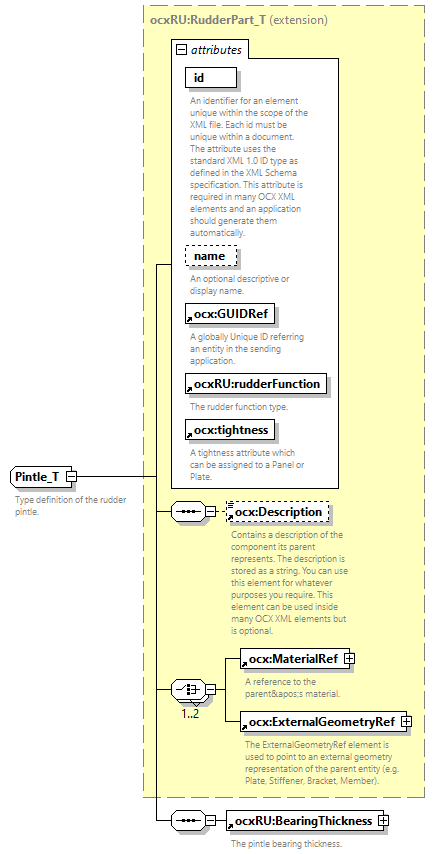 ocxRU:RudderPart_T (extension)
attributes
id
An identifier for an element
unique within the scope of the
XML file. Each id must be
unique within a document.
The attribute uses the
standard XML 1.0 ID type as
defined in the XML Schema
specification. This attribute is
required in many OCX XML
elements and an application
should generate them
automatically.
name
An optional descriptive or
display name.
ocx:GUIDRef
A globally Unique ID referring
an entity in the sending
application.
ocxRU:rudderFunction
The rudder function type.
ocx:tightness
A tightness attribute which
can be assigned to a Panel or
Plate.
Pintle_T
Type definition of the rudder
pintle.
ocx:Description
Contains a description of the
component its parent
represents. The description is
stored as a string. You can use
this element for whatever
purposes you require. This
element can be used inside
many OCX XML elements but
is optional.
ocx:MaterialRef
A reference to the
parent&apos;s material.
1..2
ocx:ExternalGeometryRef
The ExternalGeometryRef element is
used to point to an external geometry
representation of the parent entity (e.g.
Plate, Stiffener, Bracket, Member).
ocxRU:BearingThickness
The pintle bearing thickness.